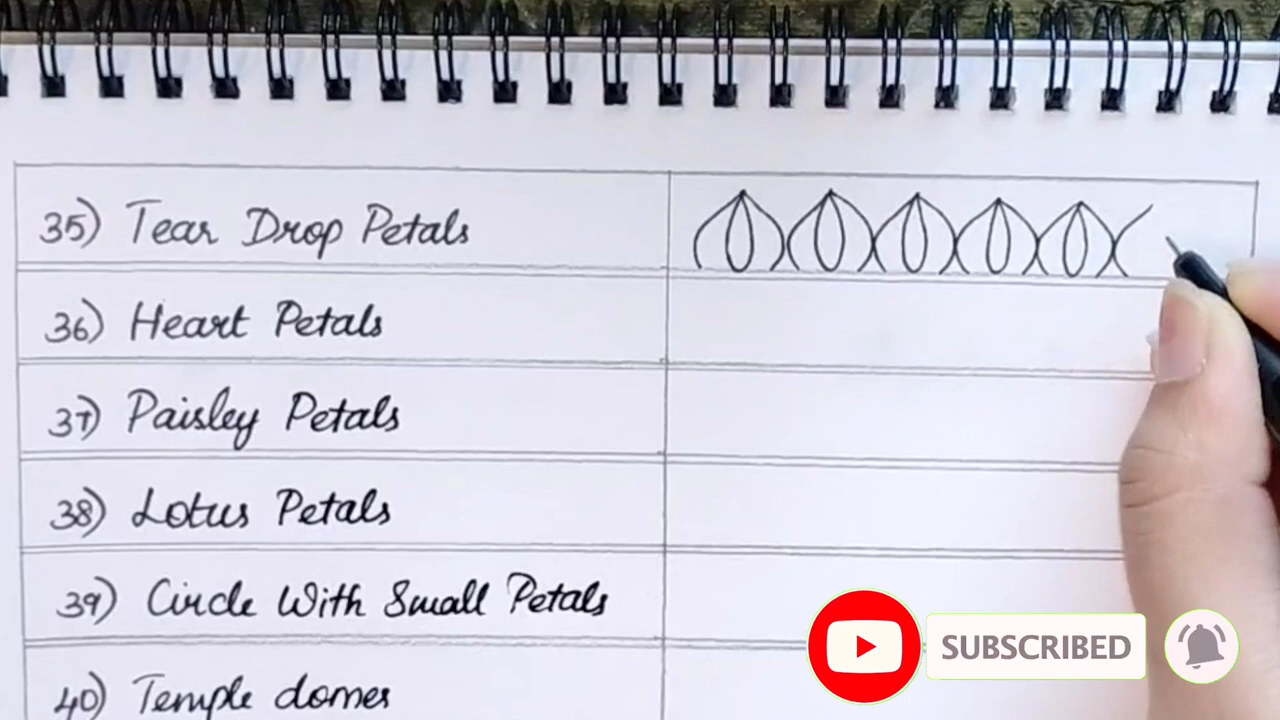 35) Tear Drop Petals
36) Heart Petals
37) Paisley Petals
38) Lotus Petals
39) Circle With Small Petals
40) Temple domes
SUBSCRIBED